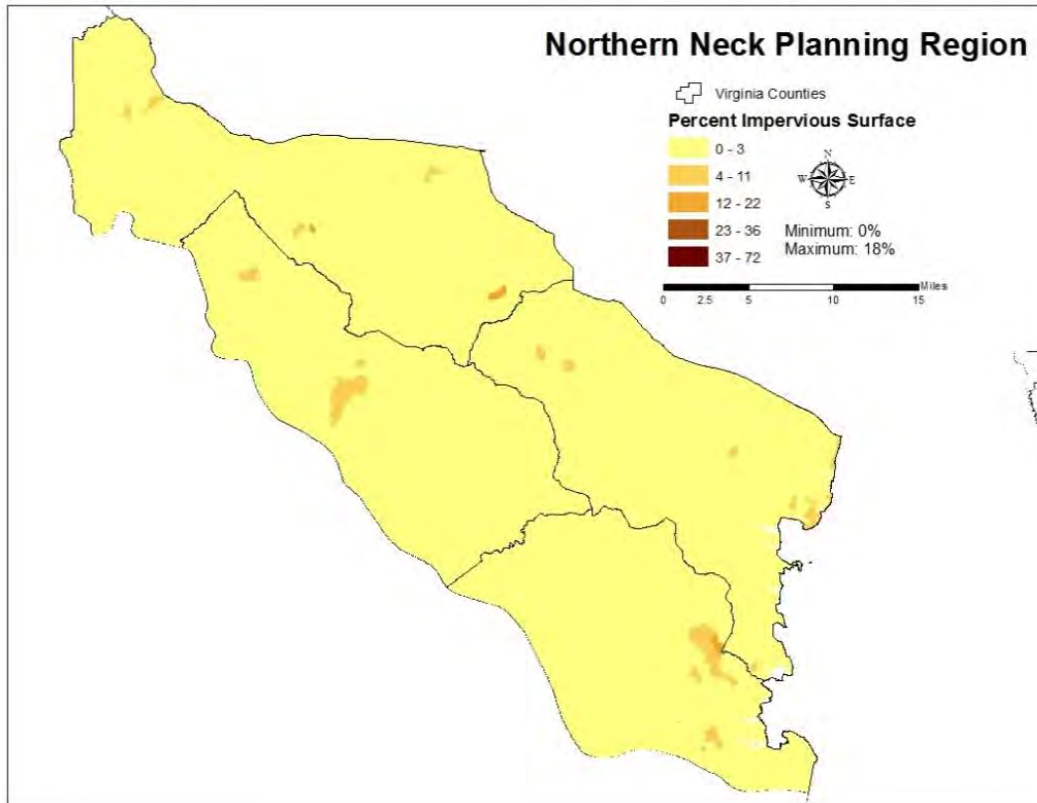 Northern Neck Planning Region
Virginia Counties
Percent Impervious Surface
0 - 3
4 - 11
12 - 22
23 - 36
37 - 72
N
W E
S
Minimum: 0%
Maximum: 18%
Miles
0 2.5 5 10 15